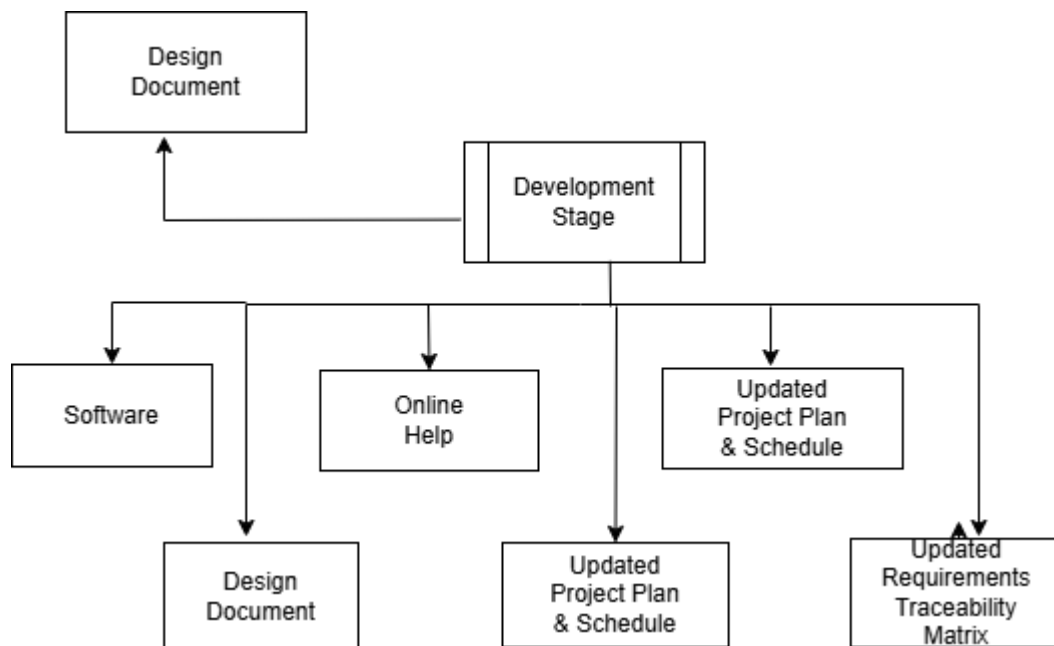 Design
Document
Development
Stage
Software
Online
Help
Updated
Project Plan
& Schedule
Design
Document
Updated
Project Plan
& Schedule
Updated
Requirements
Traceability
Matrix